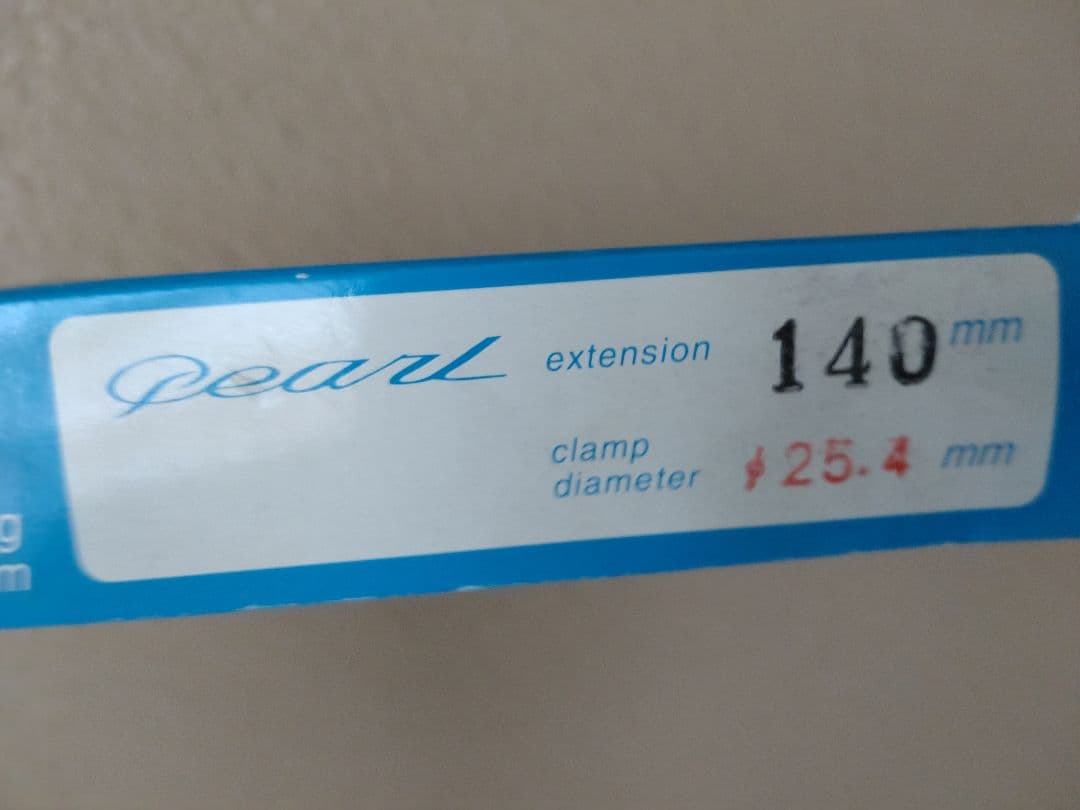 pearl extension 140 mm
clamp
diameter φ25.4 mm
g
m